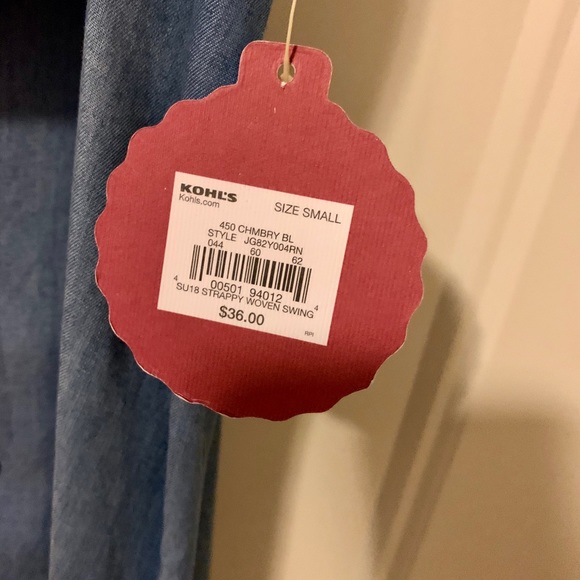 KOHL'S
Kohls.com
SIZE SMALL
450 CHMBRY BL
STYLE JG82Y004RN
044 60 62
4 00501 94012 4
SU18 STRAPPY WOVEN SWING
$36.00
RPI